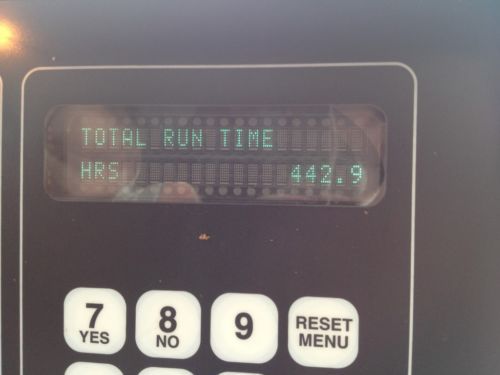 TOTAL RUN TIME
HRS 442.9
7 8 9 RESET
YES NO MENU